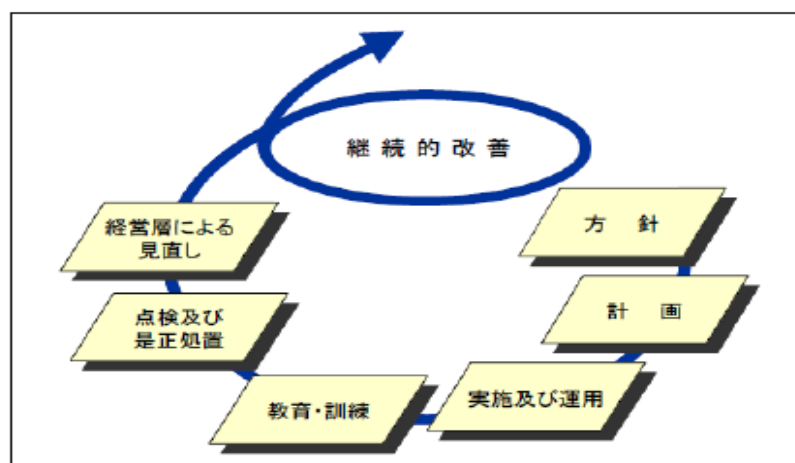 継続的改善
方針
計画
実施及び運用
教育・訓練
点検及び
是正処置
経営層による
見直し